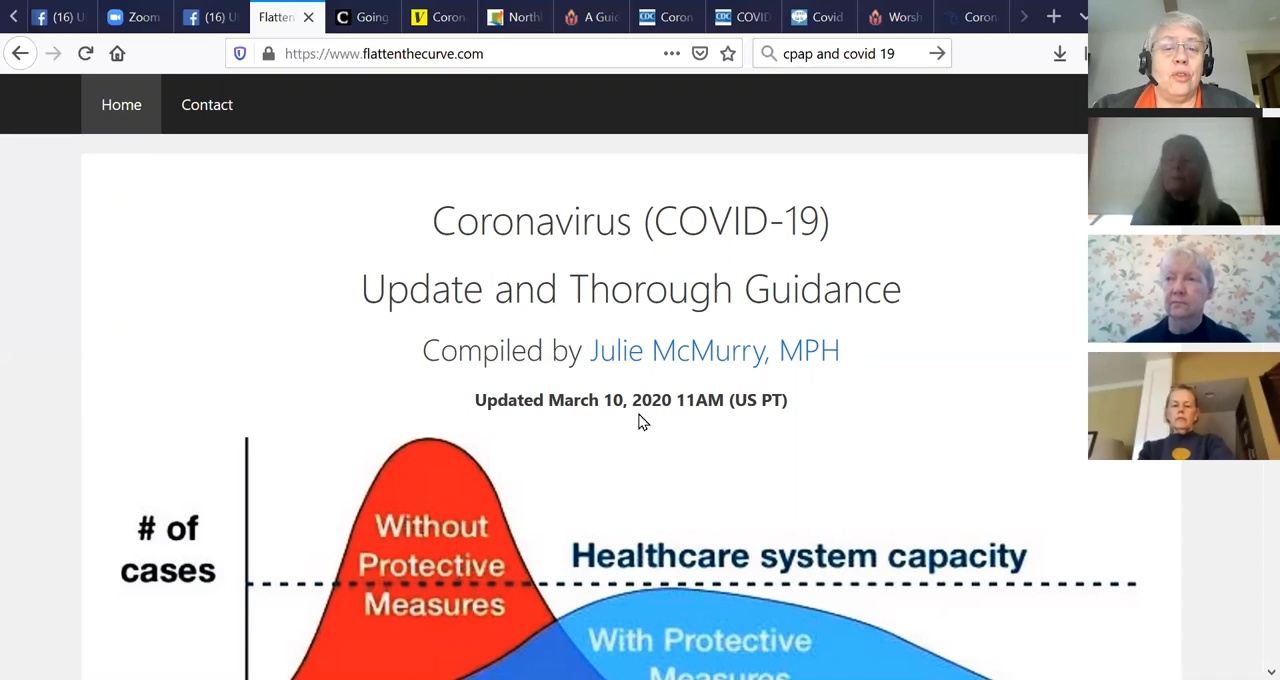 (16) U
Zoom
(16) U
Flatten
Going
Coron
North
A Gui
Coron
COVID
Covid
Worsh
Coron
https://www.flattenthecurve.com
cpap and covid 19
Home
Contact
Coronavirus (COVID-19)
Update and Thorough Guidance
Compiled by Julie McMurry, MPH
Updated March 10, 2020 11AM (US PT)
# of
cases
Without
Protective
Measures
Healthcare system capacity
With Protective
Measures